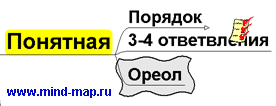 Порядок
Понятная
3-4 ответвления
Ореол
www.mind-map.ru